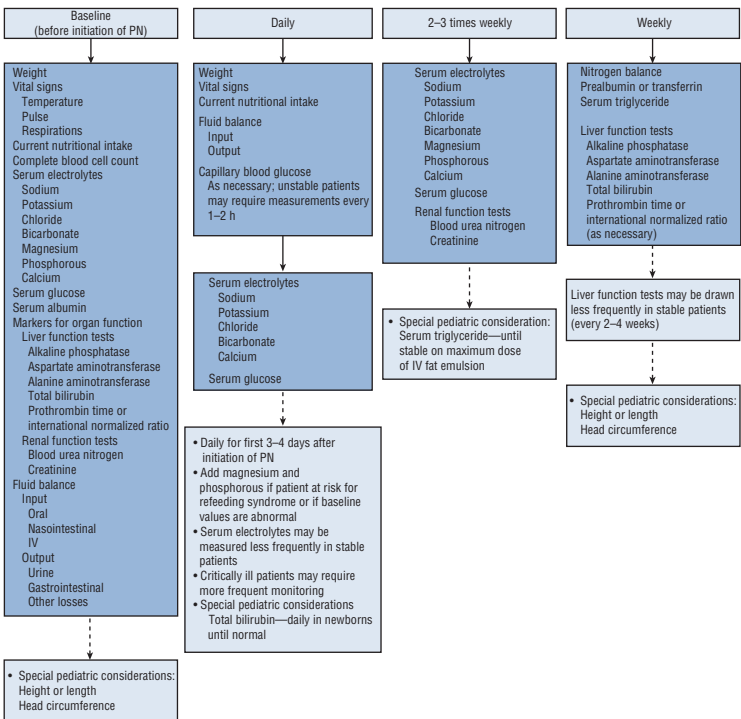 Baseline
(before initiation of PN)
Weight
Vital signs
Temperature
Pulse
Respirations
Current nutritional intake
Complete blood cell count
Serum electrolytes
Sodium
Potassium
Chloride
Bicarbonate
Magnesium
Phosphorous
Calcium
Serum glucose
Serum albumin
Markers for organ function
Liver function tests
Alkaline phosphatase
Aspartate aminotransferase
Alanine aminotransferase
Total bilirubin
Prothrombin time or
international normalized ratio
Renal function tests
Blood urea nitrogen
Creatinine
Fluid balance
Input
Oral
Nasointestinal
IV
Output
Urine
Gastrointestinal
Other losses
• Special pediatric considerations:
Height or length
Head circumference
Daily
Weight
Vital signs
Current nutritional intake
Fluid balance
Input
Output
Capillary blood glucose
As necessary; unstable patients
may require measurements every
1–2 h
Serum electrolytes
Sodium
Potassium
Chloride
Bicarbonate
Calcium
Serum glucose
• Daily for first 3–4 days after
initiation of PN
• Add magnesium and
phosphorous if patient at risk for
refeeding syndrome or if baseline
values are abnormal
• Serum electrolytes may be
measured less frequently in stable
patients
• Critically ill patients may require
more frequent monitoring
• Special pediatric considerations
Total bilirubin—daily in newborns
until normal
2–3 times weekly
Serum electrolytes
Sodium
Potassium
Chloride
Bicarbonate
Magnesium
Phosphorous
Calcium
Serum glucose
Renal function tests
Blood urea nitrogen
Creatinine
• Special pediatric consideration:
Serum triglyceride—until
stable on maximum dose
of IV fat emulsion
Weekly
Nitrogen balance
Prealbumin or transferrin
Serum triglyceride
Liver function tests
Alkaline phosphatase
Aspartate aminotransferase
Alanine aminotransferase
Total bilirubin
Prothrombin time or
international normalized ratio
(as necessary)
Liver function tests may be drawn
less frequently in stable patients
(every 2–4 weeks)
• Special pediatric considerations:
Height or length
Head circumference